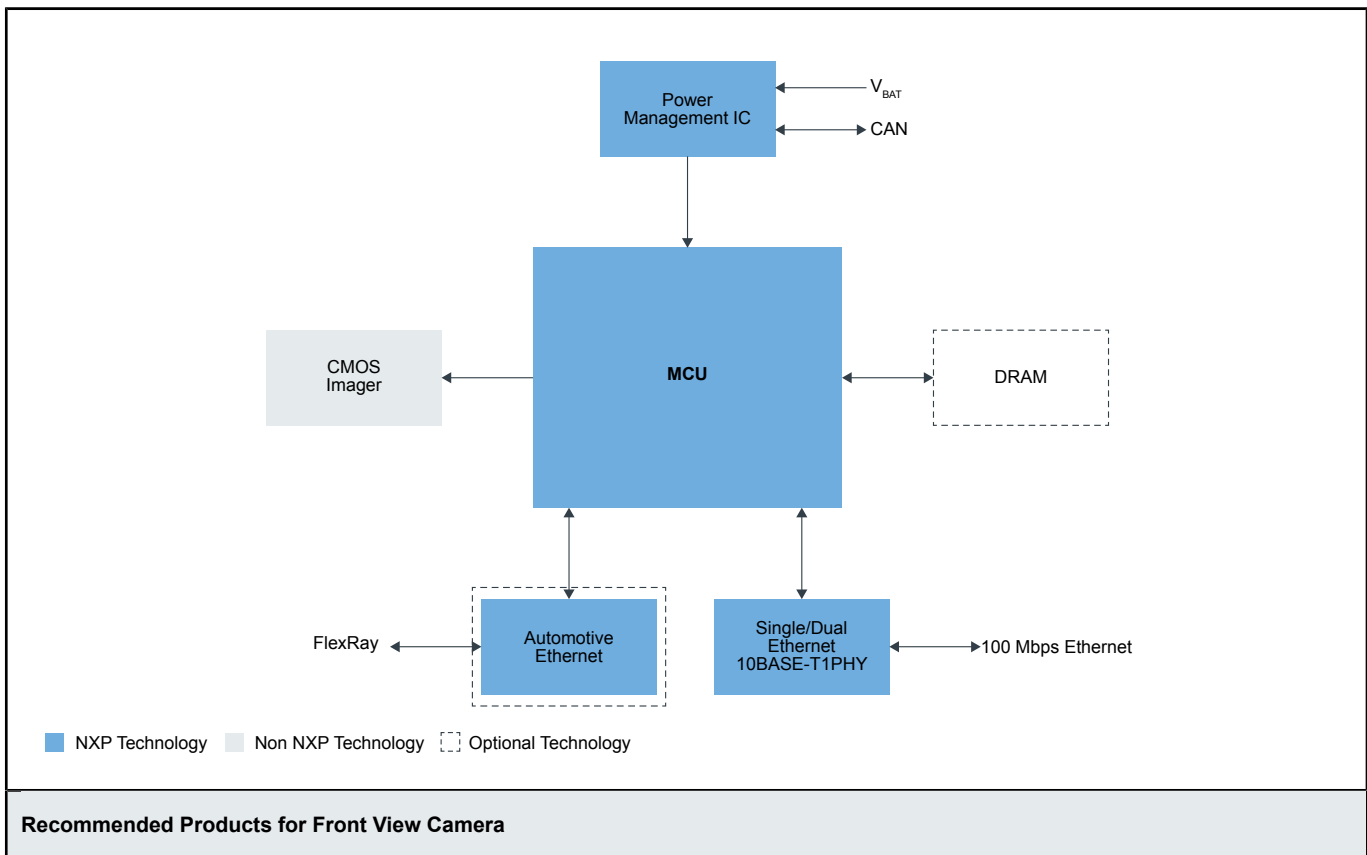 Power
Management IC
V_BAT
CAN
CMOS
Imager
MCU
DRAM
FlexRay
Automotive
Ethernet
Single/Dual
Ethernet
10BASE-T1PHY
100 Mbps Ethernet
NXP Technology
Non NXP Technology
Optional Technology
Recommended Products for Front View Camera